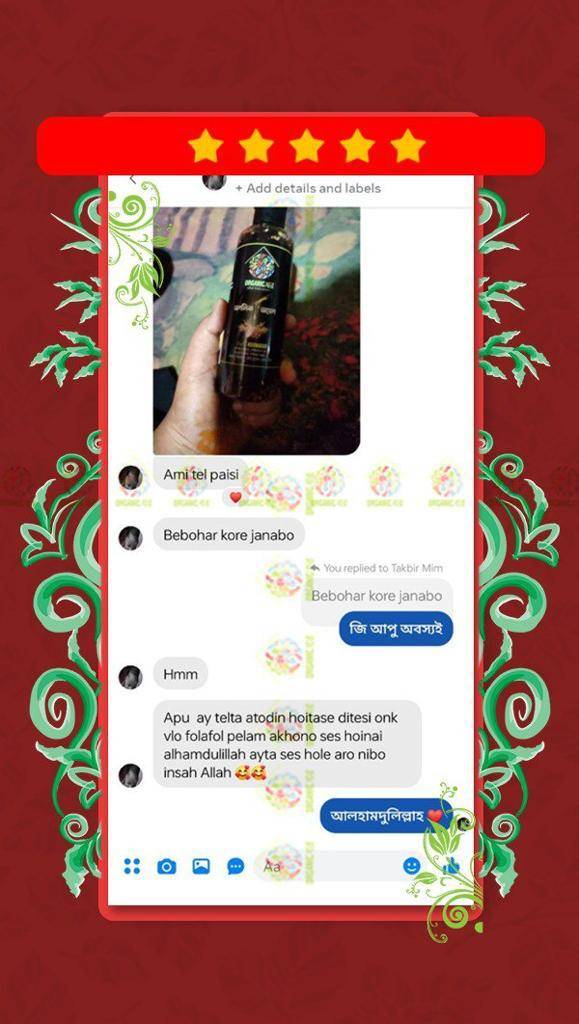 + Add details and labels
ORGANIC
Ami tel paisi
Bebohar kore janabo
You replied to Takbir Mim
Bebohar kore janabo
জি আপু অবস্যই
Hmm
Apu ay telta atodin hoitase ditesi onk
vlo folafol pelam akhono ses hoinai
alhamdulillah ayta ses hole aro nibo
insah Allah 🥰🥰
আলহামদুলিল্লাহ ❤️
Aa